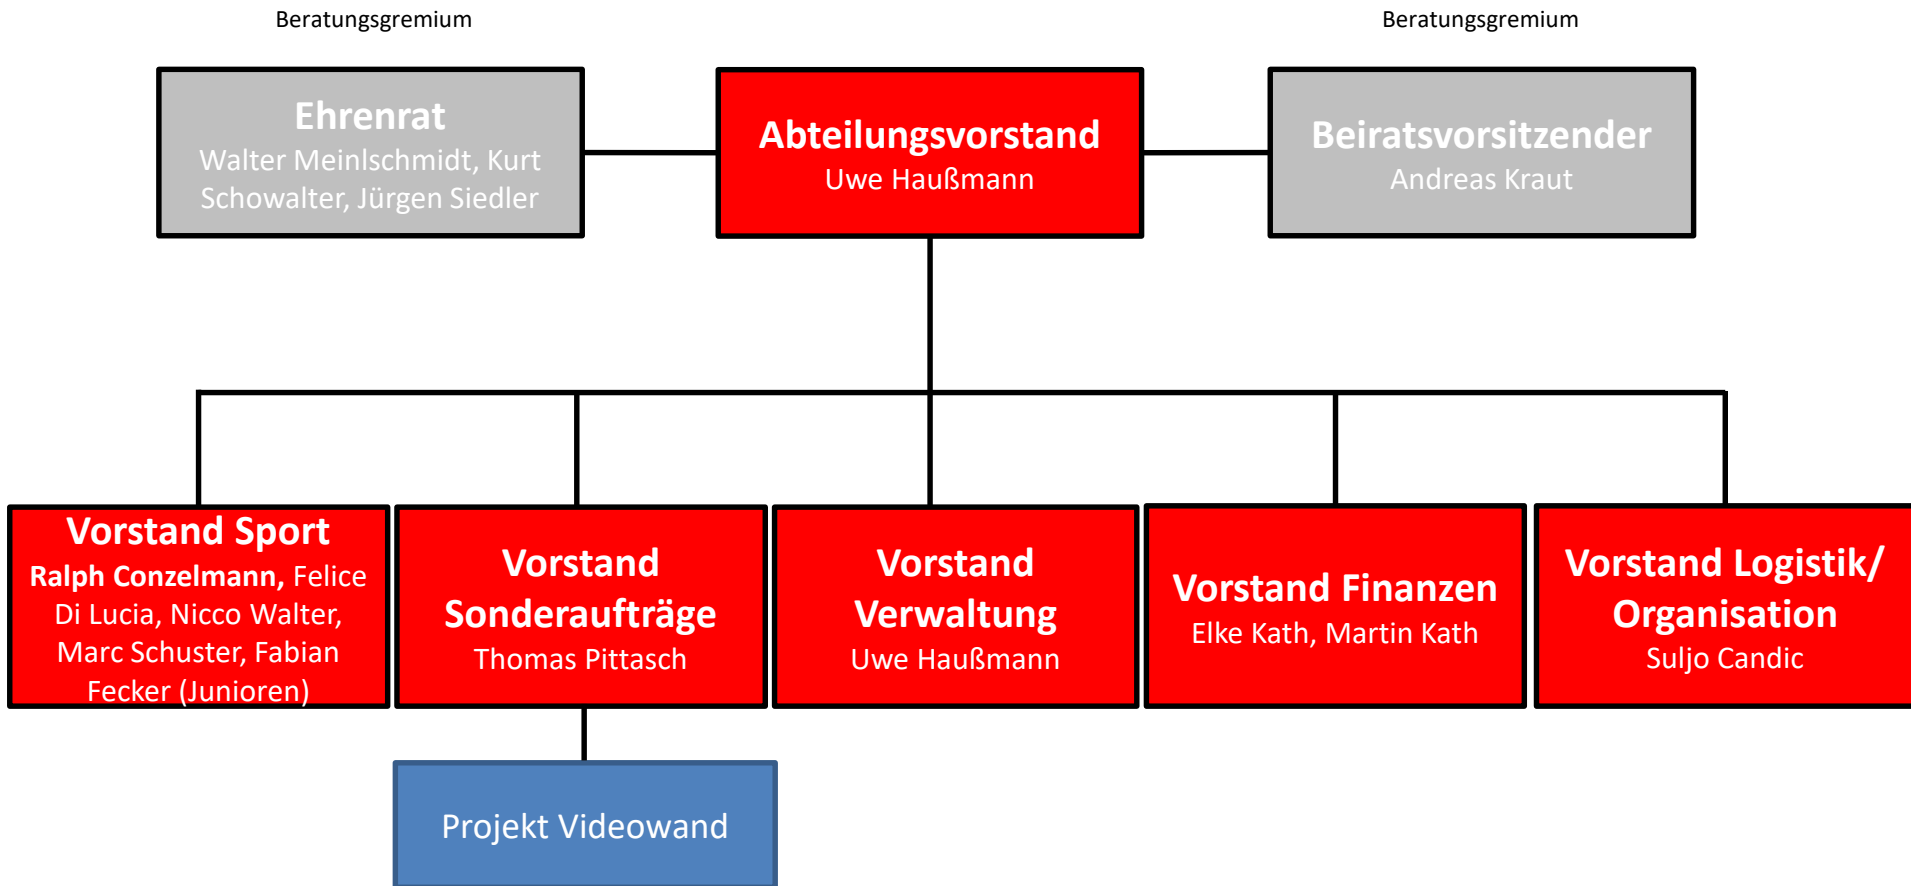 Beratungsgremium
Beratungsgremium
Ehrenrat
Walter Meinlschmidt, Kurt
Schowalter, Jürgen Siedler
Abteilungsvorstand
Uwe Haußmann
Beiratsvorsitzender
Andreas Kraut
Vorstand Sport
Ralph Conzelmann, Felice
Di Lucia, Nicco Walter,
Marc Schuster, Fabian
Fecker (Junioren)
Vorstand
Sonderaufträge
Thomas Pittasch
Vorstand
Verwaltung
Uwe Haußmann
Vorstand Finanzen
Elke Kath, Martin Kath
Vorstand Logistik/
Organisation
Suljo Candic
Projekt Videowand